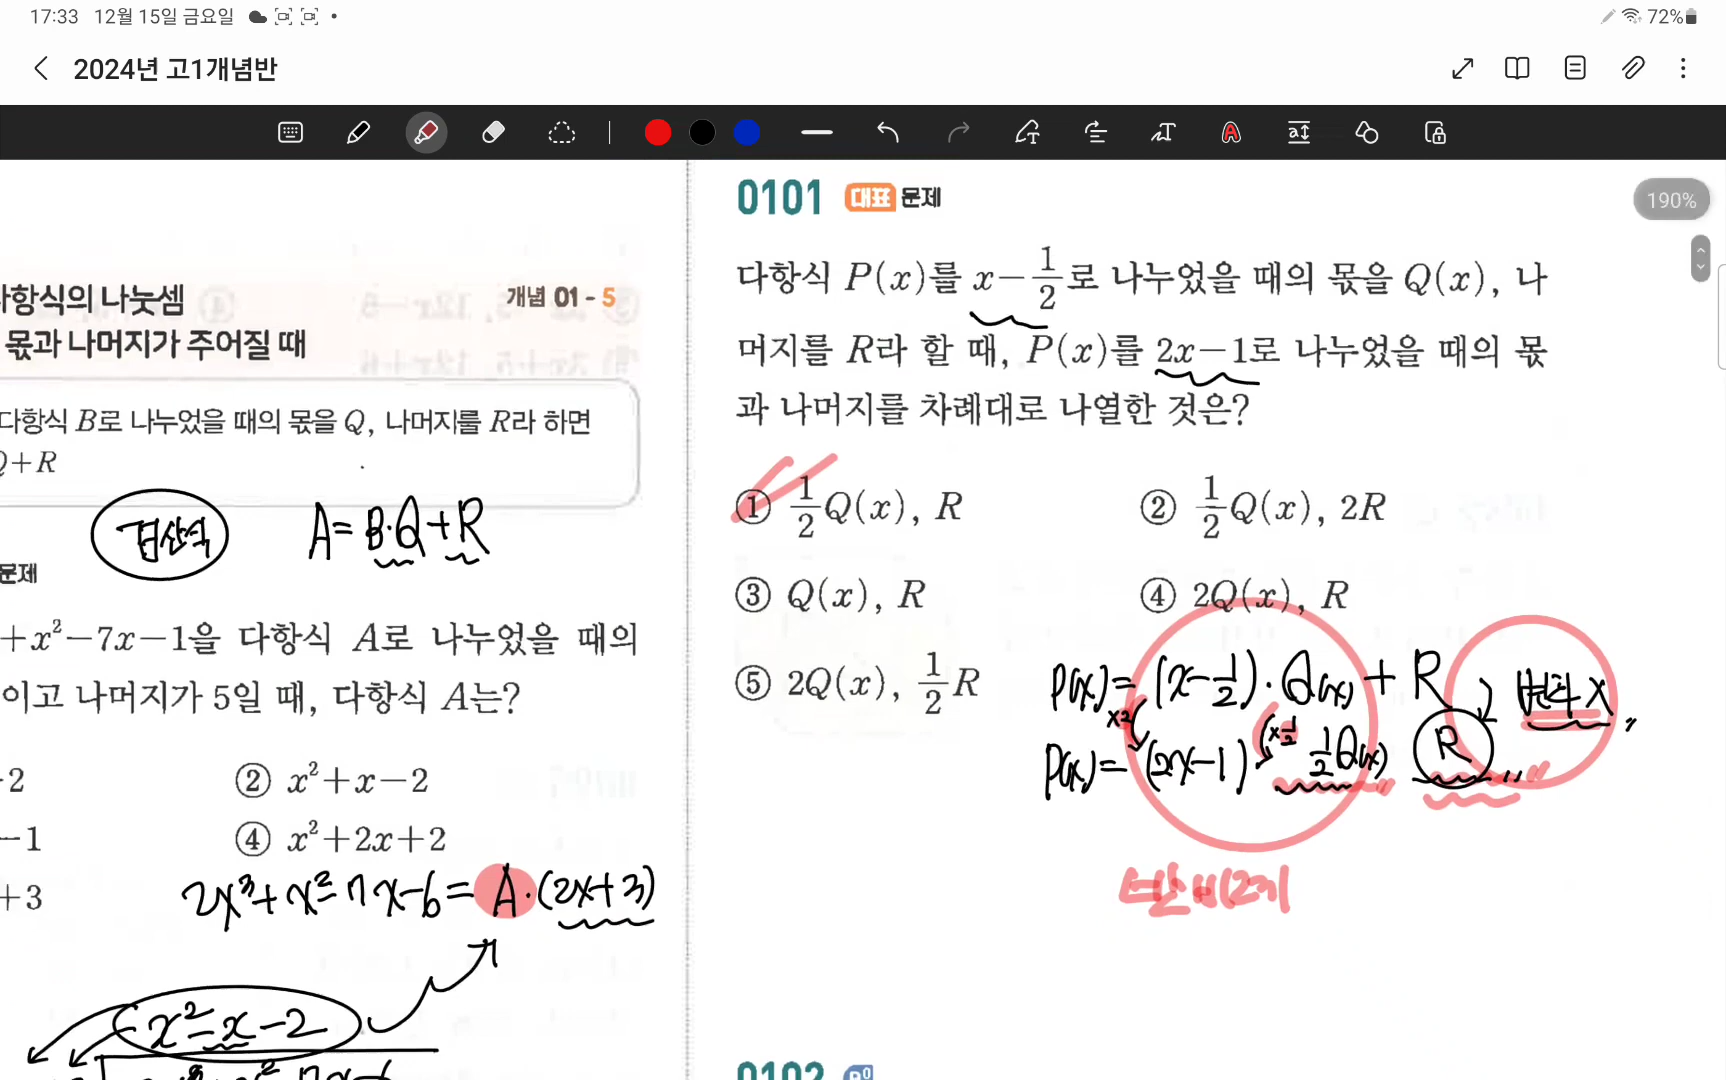 17:33 12월 15일 금요일
72%
2024년 고1개념반
190%
다항식의 나눗셈
개념 01 - 5
몫과 나머지가 주어질 때
다항식 B로 나누었을 때의 몫을 Q, 나머지를 R라 하면
Q+R
검산식 A=B·Q+R
문제
+x²-7x-1을 다항식 A로 나누었을 때의
이고 나머지가 5일 때, 다항식 A는?
-2 ② x²+x-2
-1 ④ x²+2x+2
+3
2x³+x²-7x-6=A·(2x+3)
x²-x-2
0101 대표 문제
다항식 P(x)를 x-1/2로 나누었을 때의 몫을 Q(x), 나
머지를 R라 할 때, P(x)를 2x-1로 나누었을 때의 몫
과 나머지를 차례대로 나열한 것은?
① 1/2Q(x), R ② 1/2Q(x), 2R
③ Q(x), R ④ 2Q(x), R
⑤ 2Q(x), 1/2R
P(x)=(x-1/2)·Q(x)+R
×2 ×1/2
P(x)=(2x-1) 1/2Q(x) R
0102